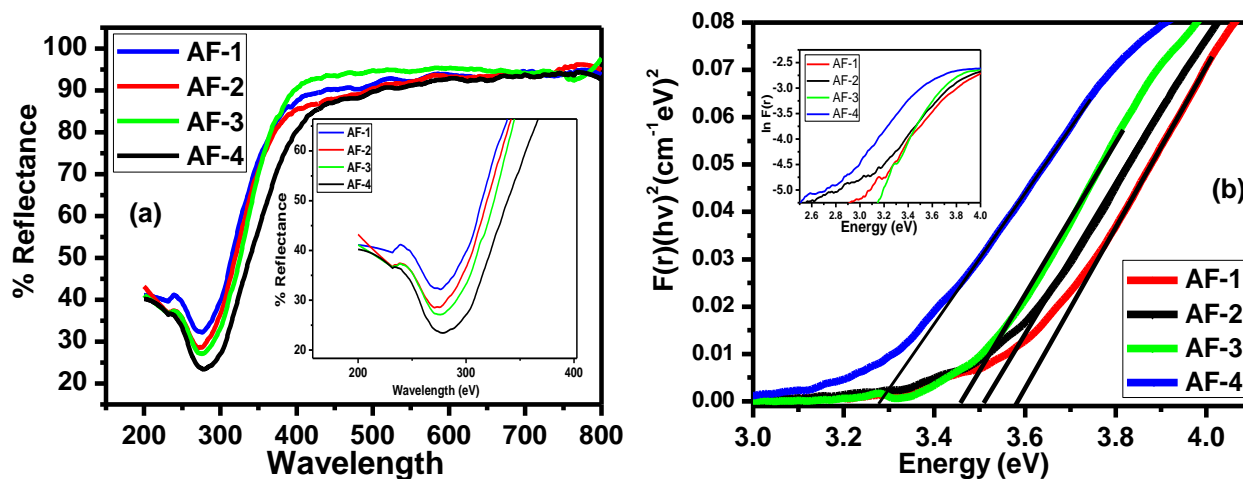 100
90
80
70
60
50
40
30
20
% Reflectance
AF-1
AF-2
AF-3
AF-4
(a)
60
50
40
30
20
% Reflectance
AF-1
AF-2
AF-3
AF-4
200
300
400
Wavelength (eV)
200 300 400 500 600 700 800
Wavelength
0.08
0.07
0.06
0.05
0.04
0.03
0.02
0.01
0.00
F(r)(hv)² (cm⁻¹ eV)²
-2.5
-3.0
-3.5
-4.0
-4.5
-5.0
ln F(r)
AF-1
AF-2
AF-3
AF-4
2.6 2.8 3.0 3.2 3.4 3.6 3.8 4.0
Energy (eV)
(b)
AF-1
AF-2
AF-3
AF-4
3.0 3.2 3.4 3.6 3.8 4.0
Energy (eV)